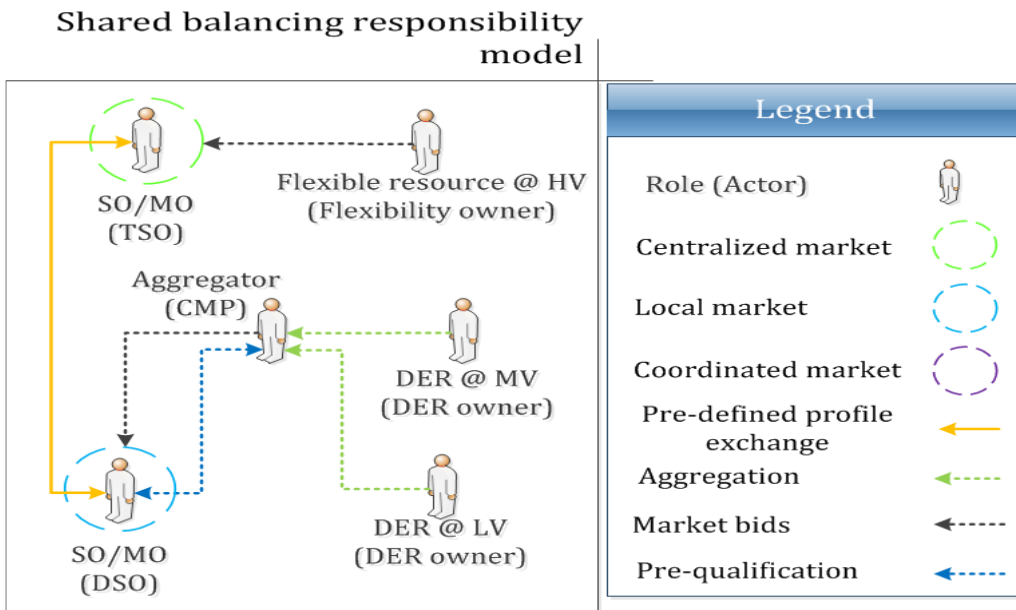 Shared balancing responsibility
model
SO/MO
(TSO)
Flexible resource @ HV
(Flexibility owner)
Aggregator
(CMP)
DER @ MV
(DER owner)
DER @ LV
(DER owner)
SO/MO
(DSO)
Legend
Role (Actor)
Centralized market
Local market
Coordinated market
Pre-defined profile
exchange
Aggregation
Market bids
Pre-qualification